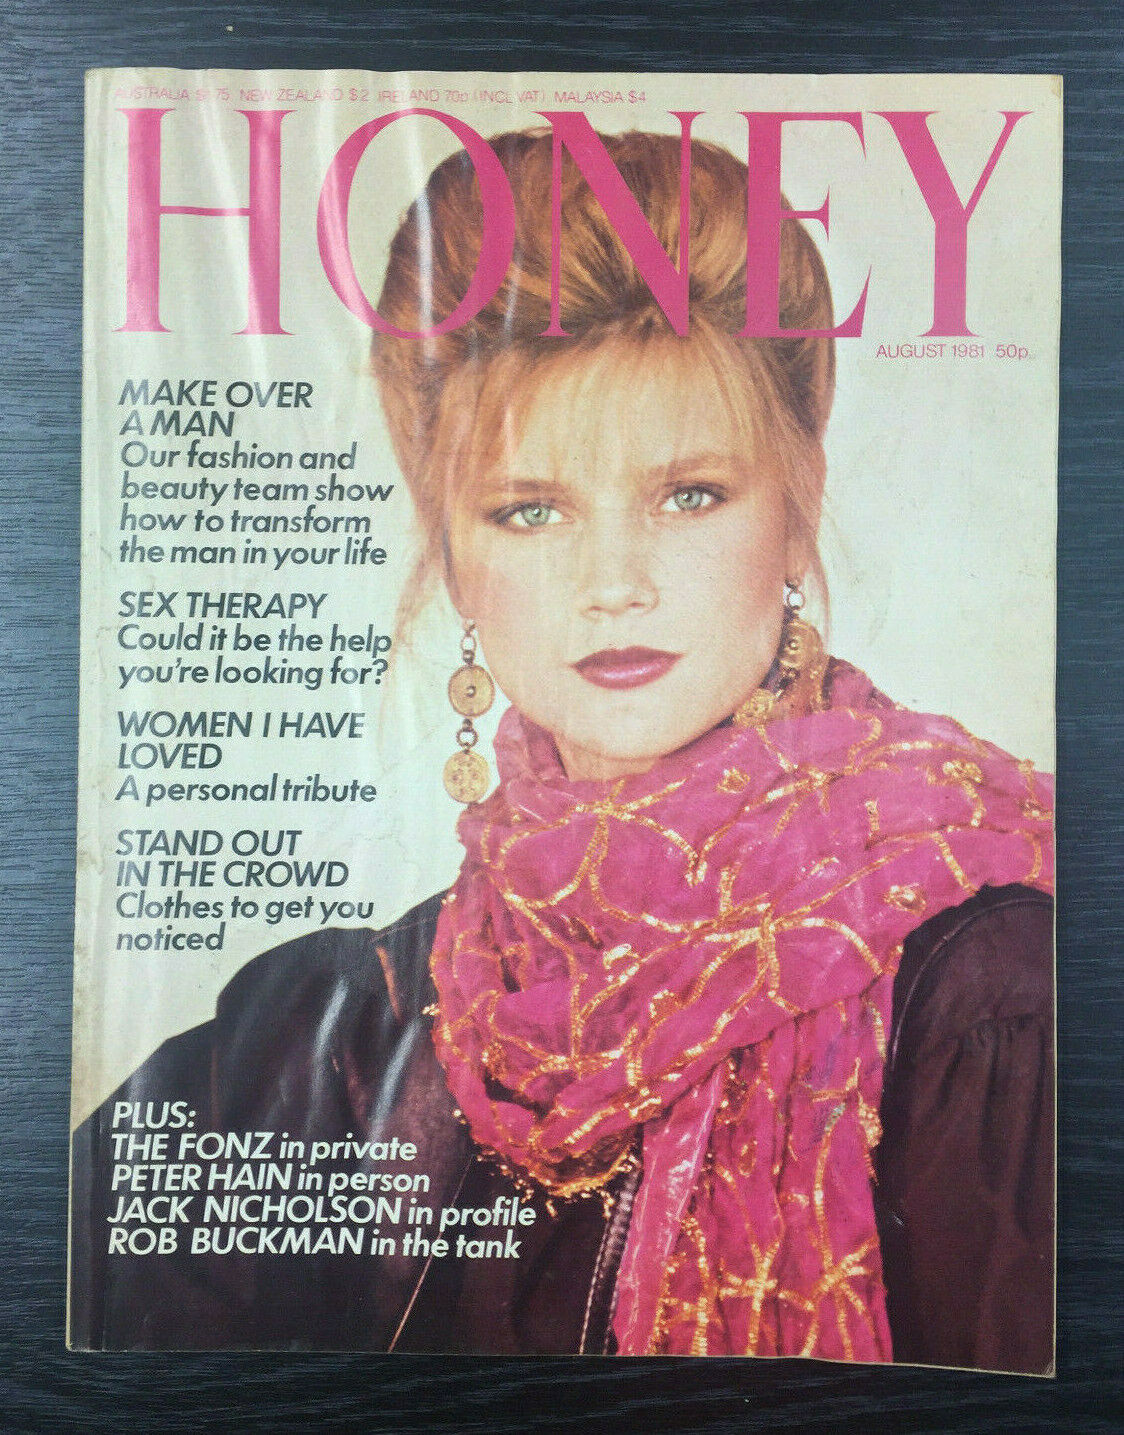 AUSTRALIA $1.75 NEW ZEALAND $2 IRELAND 70p (INCL VAT) MALAYSIA $4
HONEY
AUGUST 1981 50p
MAKE OVER
A MAN
Our fashion and
beauty team show
how to transform
the man in your life
SEX THERAPY
Could it be the help
you're looking for?
WOMEN I HAVE
LOVED
A personal tribute
STAND OUT
IN THE CROWD
Clothes to get you
noticed
PLUS:
THE FONZ in private
PETER HAIN in person
JACK NICHOLSON in profile
ROB BUCKMAN in the tank